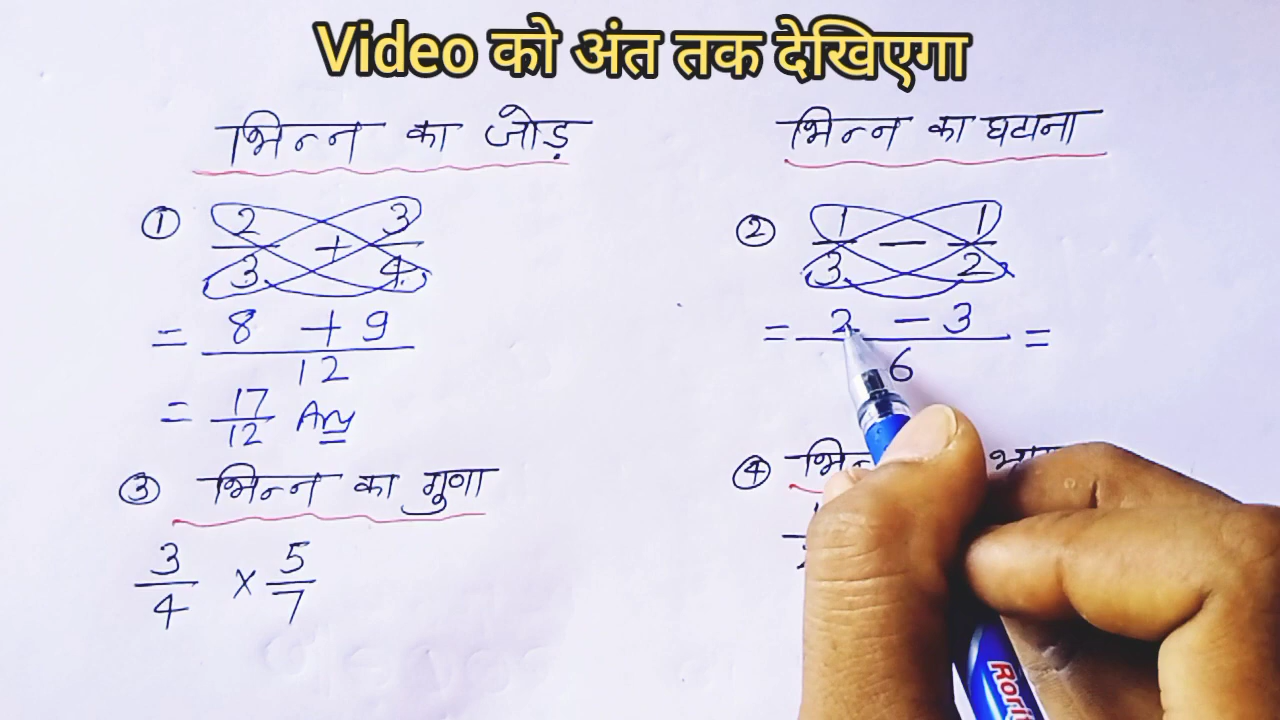 Video को अंत तक देखिएगा
भिन्न का जोड़
① 2/3 + 3/4
= 8 + 9 / 12
= 17/12 Ans
भिन्न का घटाना
② 1/3 − 1/2
= 2 − 3 / 6 =
③ भिन्न का गुणा
3/4 × 5/7
④